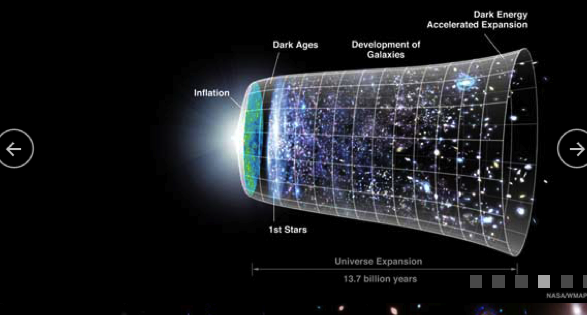 Dark Energy
Accelerated Expansion
Dark Ages
Development of
Galaxies
Inflation
1st Stars
Universe Expansion
13.7 billion years
NASA/WMAP